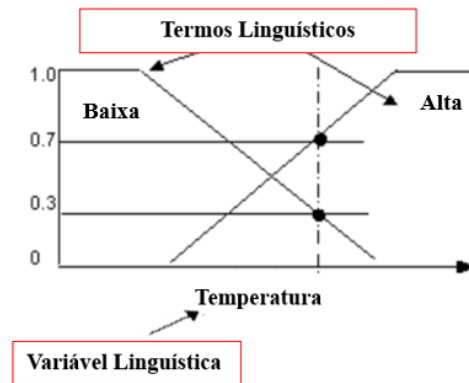 Termos Linguísticos
1.0
Baixa
Alta
0.7
0.3
0
Temperatura
Variável Linguística